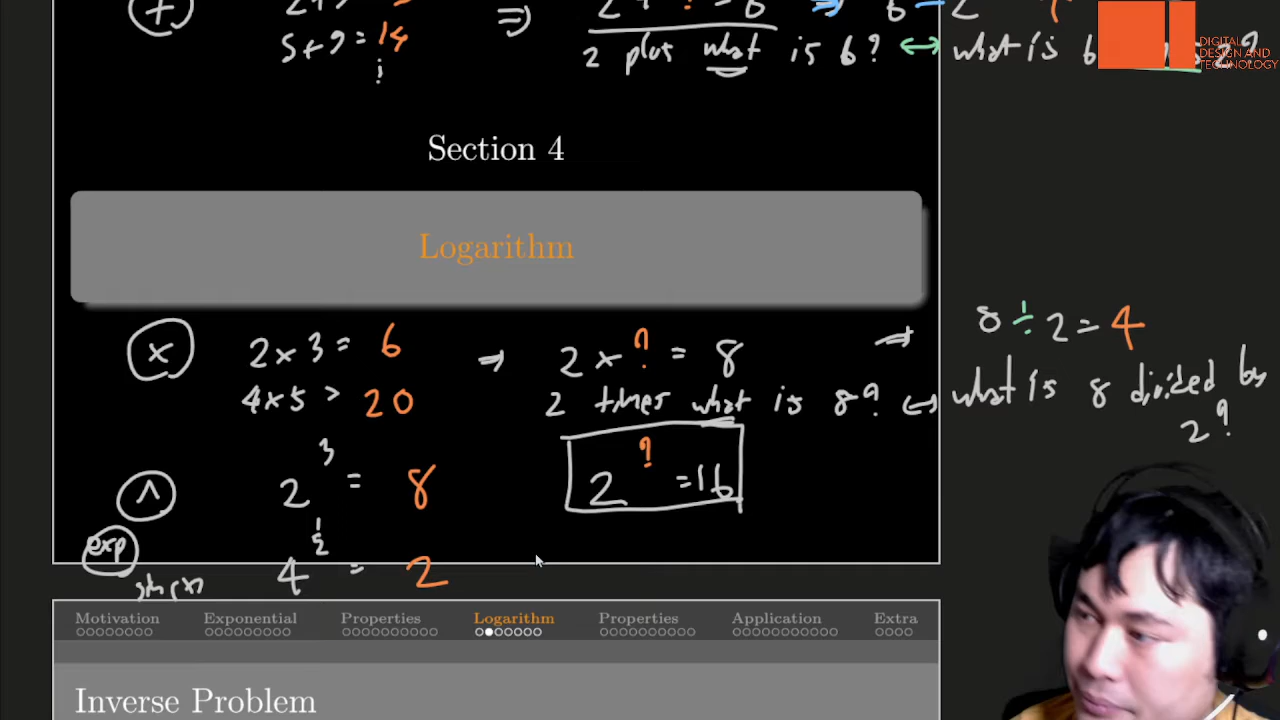 5+9 = 14
2 plus what is 6? ↔ what is 6
DIGITAL
DESIGN AND
TECHNOLOGY
Section 4
Logarithm
× 2×3 = 6 ⇒ 2 × ? = 8 ⇒ 8 ÷ 2 = 4
4×5 = 20 2 times what is 8? ↔ what is 8 divided by
2?
^ 2^3 = 8 2^? = 16
exp 4^½ = 2
Motivation Exponential Properties Logarithm Properties Application Extra
Inverse Problem